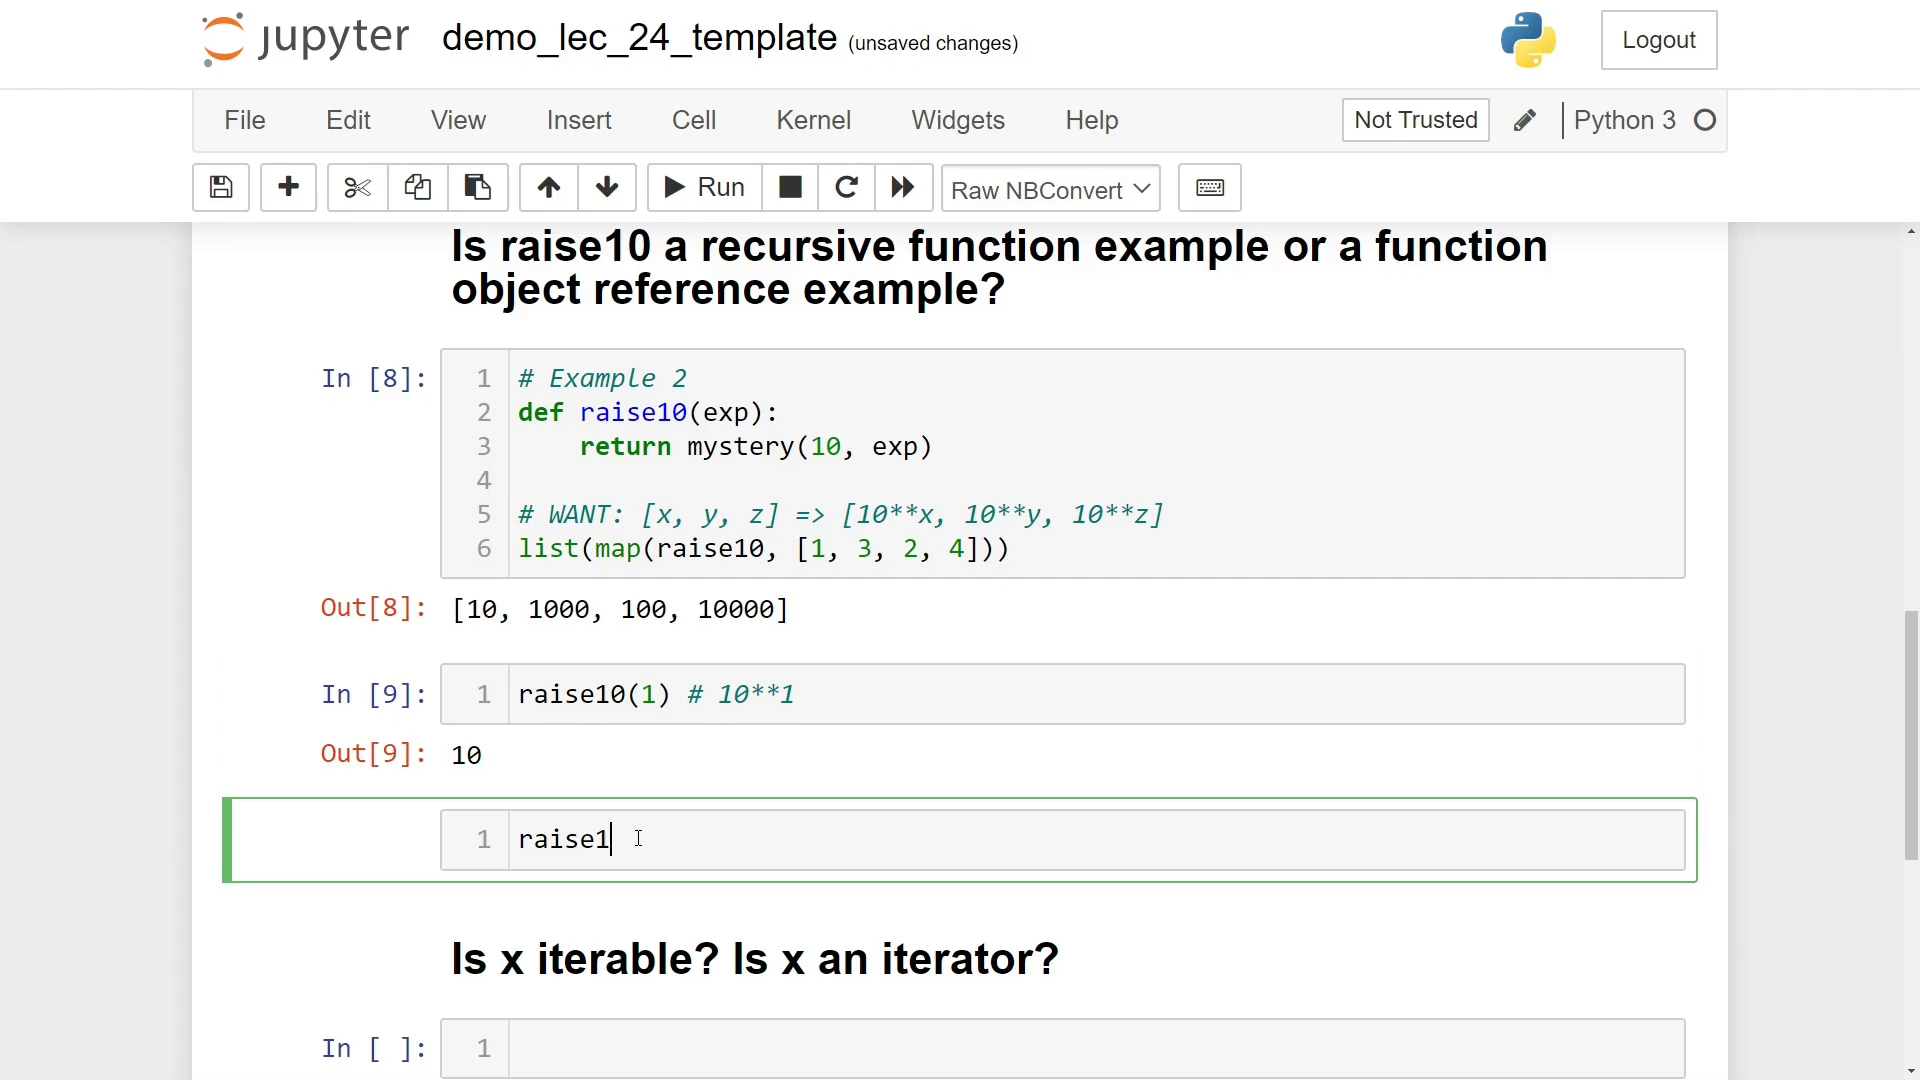 jupyter demo_lec_24_template (unsaved changes) Logout
File Edit View Insert Cell Kernel Widgets Help Not Trusted Python 3
Run Raw NBConvert
Is raise10 a recursive function example or a function
object reference example?
In [8]: 1 # Example 2
2 def raise10(exp):
3     return mystery(10, exp)
4
5 # WANT: [x, y, z] => [10**x, 10**y, 10**z]
6 list(map(raise10, [1, 3, 2, 4]))
Out[8]: [10, 1000, 100, 10000]
In [9]: 1 raise10(1) # 10**1
Out[9]: 10
1 raise1
Is x iterable? Is x an iterator?
In [ ]: 1